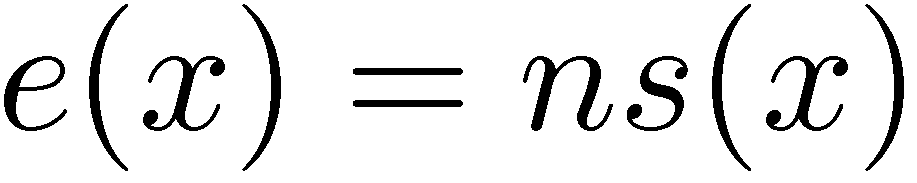 e(x) = ns(x)